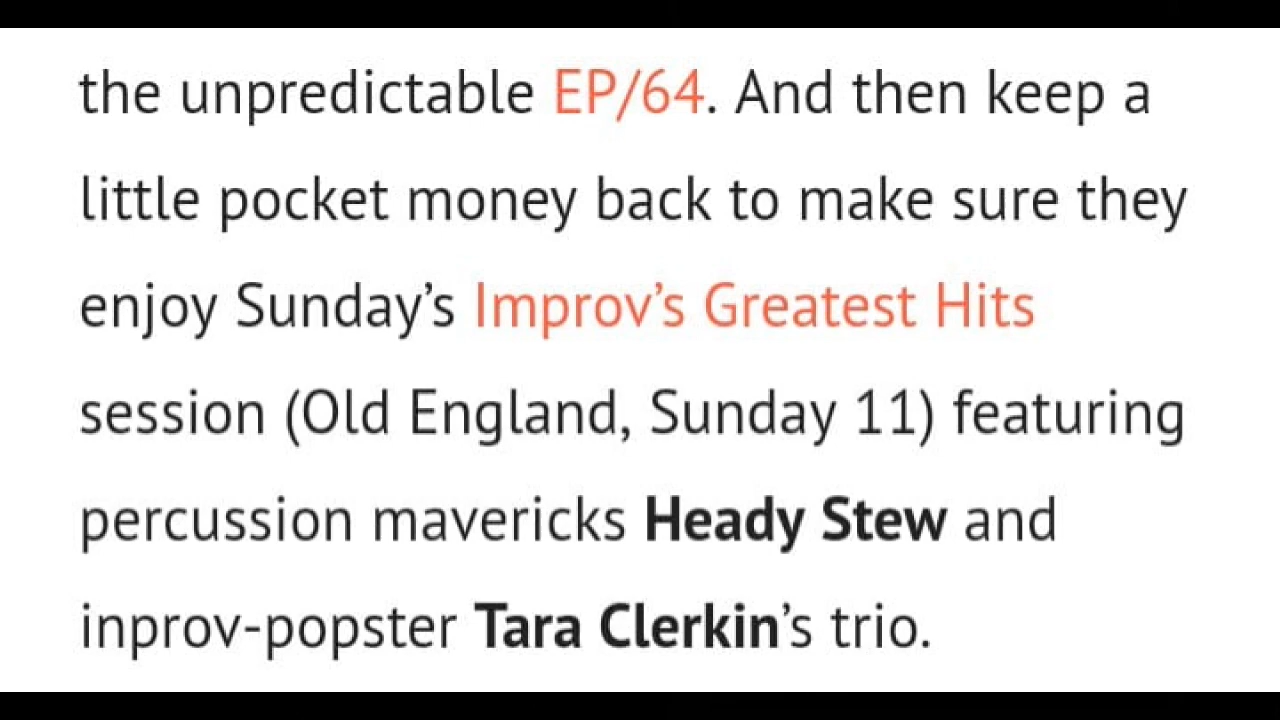 the unpredictable EP/64. And then keep a
little pocket money back to make sure they
enjoy Sunday’s Improv’s Greatest Hits
session (Old England, Sunday 11) featuring
percussion mavericks Heady Stew and
inprov-popster Tara Clerkin’s trio.